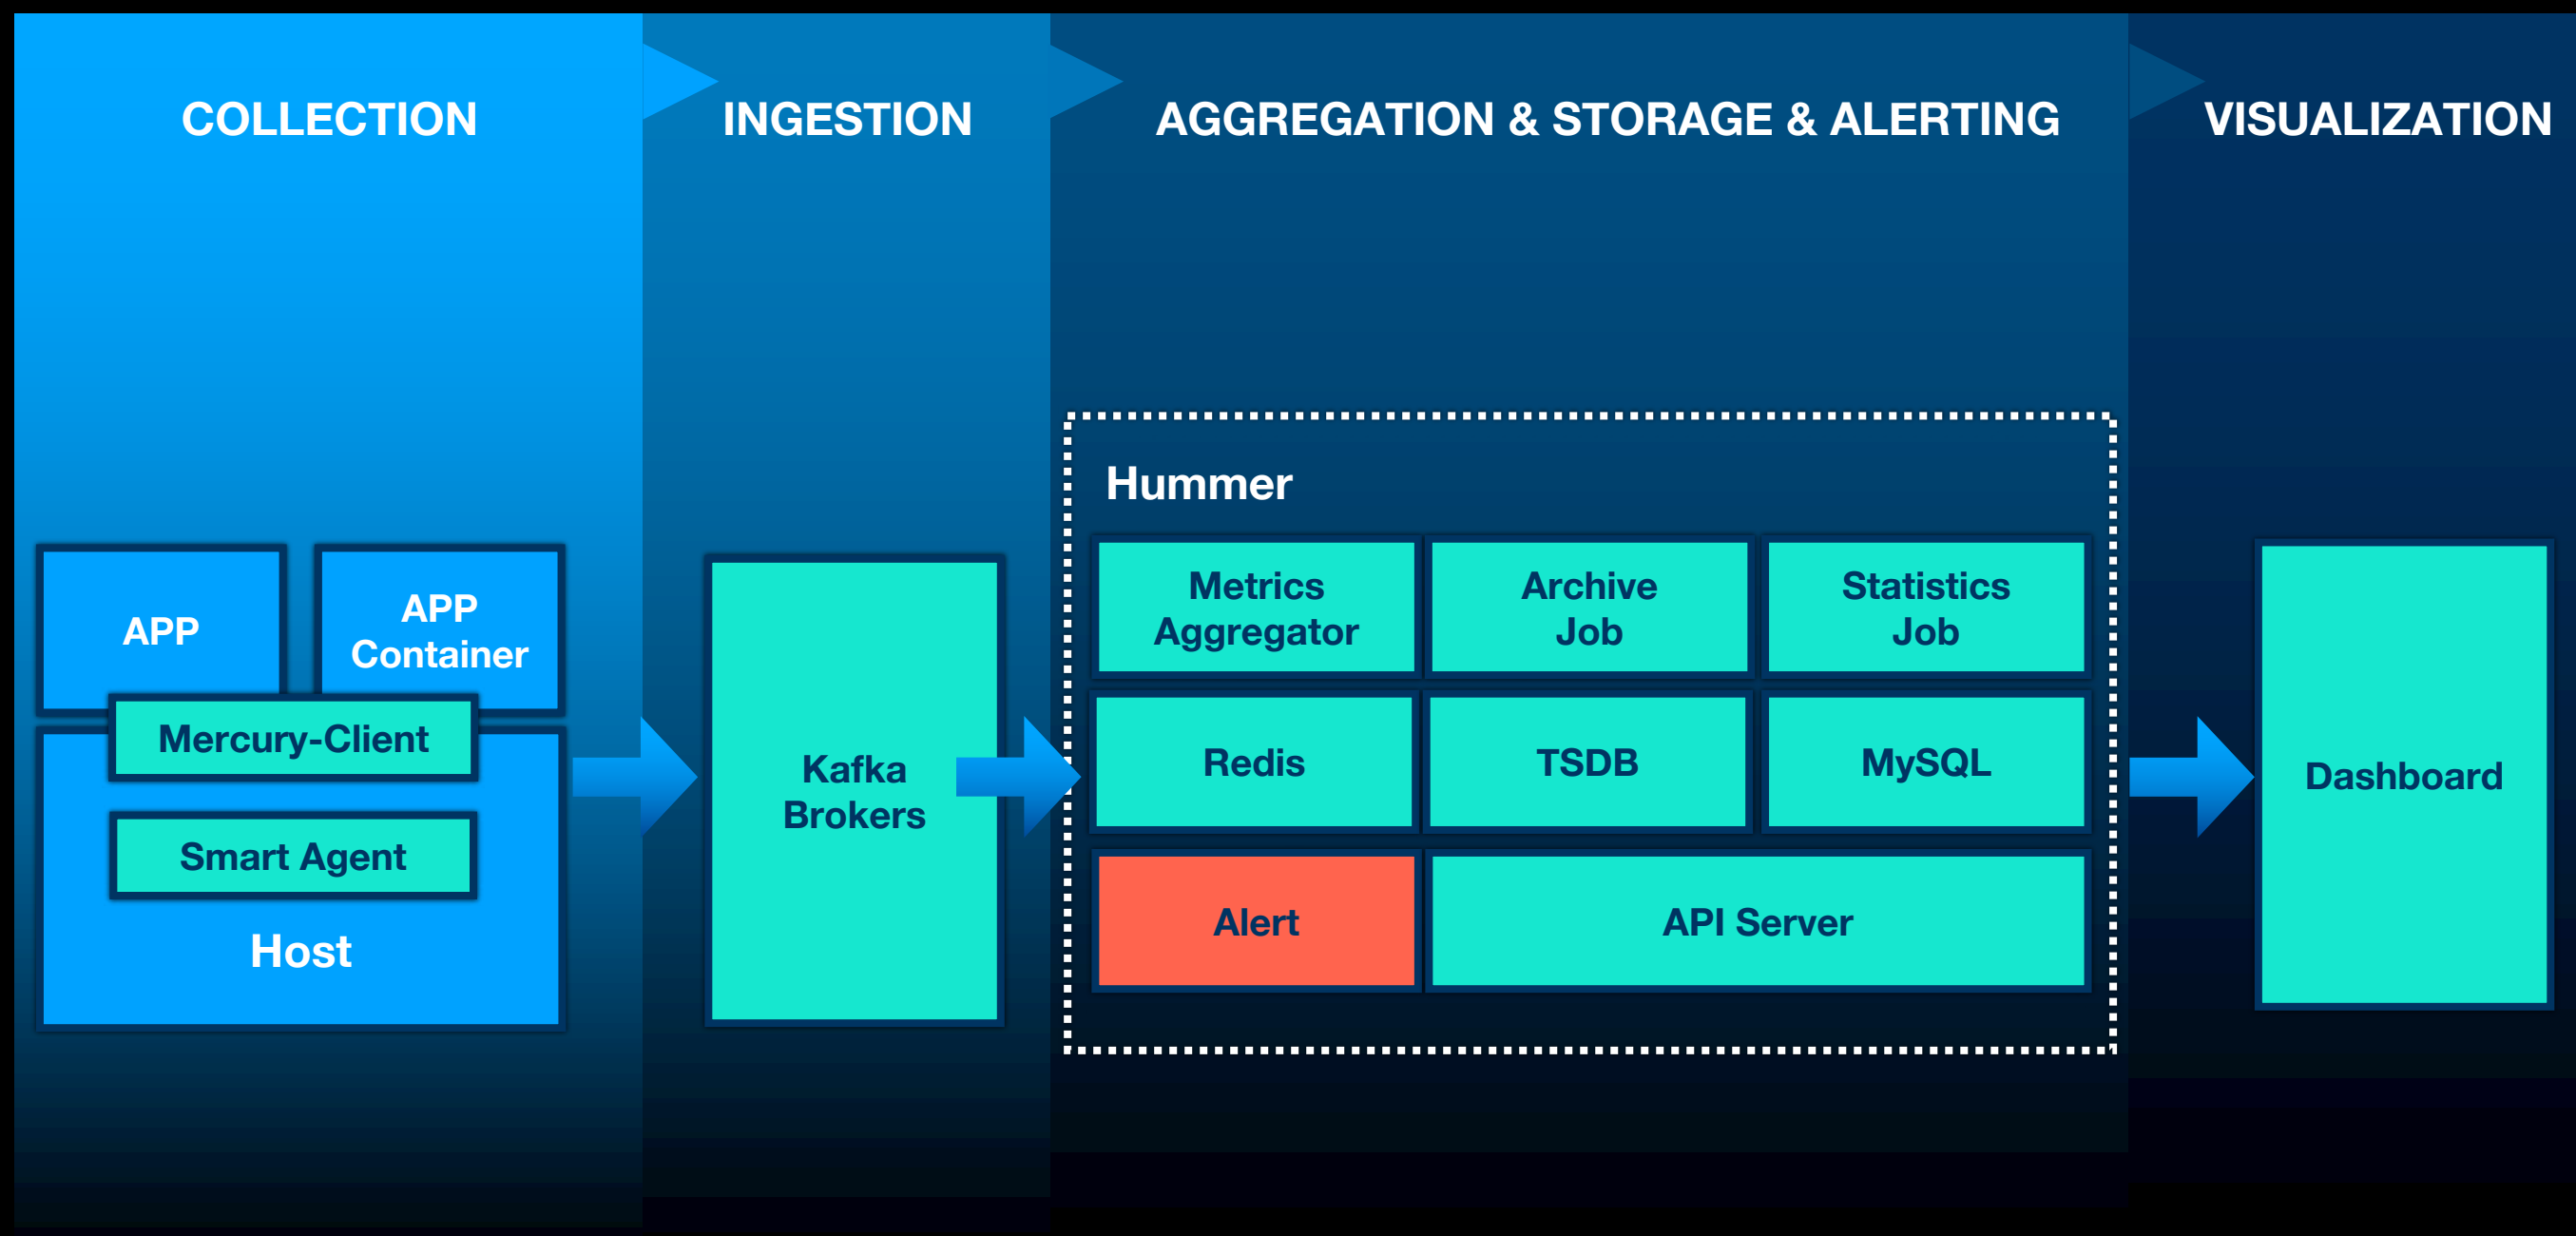 COLLECTION
INGESTION
AGGREGATION & STORAGE & ALERTING
VISUALIZATION
APP
APP
Container
Mercury-Client
Smart Agent
Host
Kafka
Brokers
Hummer
Metrics
Aggregator
Archive
Job
Statistics
Job
Redis
TSDB
MySQL
Alert
API Server
Dashboard